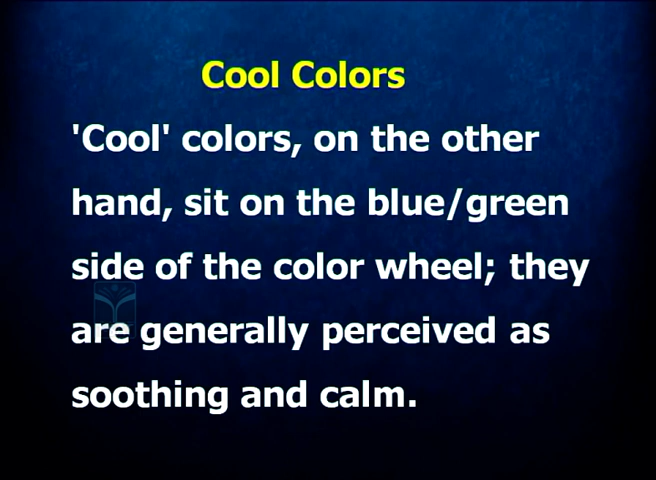 Cool Colors
'Cool' colors, on the other
hand, sit on the blue/green
side of the color wheel; they
are generally perceived as
soothing and calm.